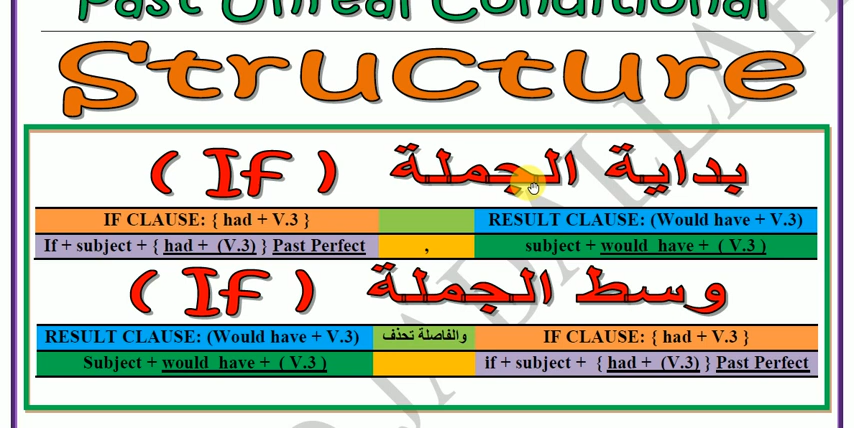 Past Unreal Conditional
Structure
بداية الجملة ( If )
IF CLAUSE: { had + V.3 } RESULT CLAUSE: (Would have + V.3)
If + subject + { had + (V.3) } Past Perfect , subject + would have + ( V.3 )
وسط الجملة ( If )
RESULT CLAUSE: (Would have + V.3) والفاصلة تحذف IF CLAUSE: { had + V.3 }
Subject + would have + ( V.3 ) if + subject + { had + (V.3) } Past Perfect